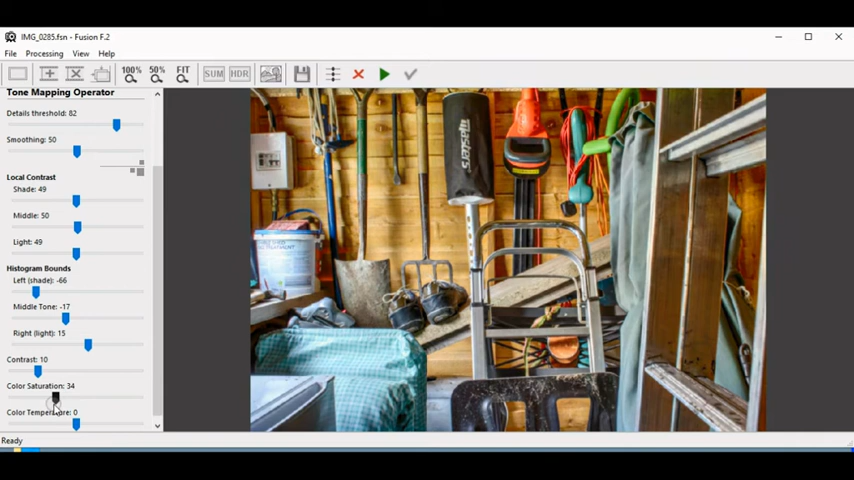 IMG_0285.fsn - Fusion F.2
File Processing View Help
100% 50% FIT SUM HDR
Tone Mapping Operator
Details threshold: 82
Smoothing: 50
Local Contrast
Shade: 49
Middle: 50
Light: 49
Histogram Bounds
Left (shade): -66
Middle Tone: -17
Right (light): 15
Contrast: 10
Color Saturation: 34
Color Temperature: 0
Ready